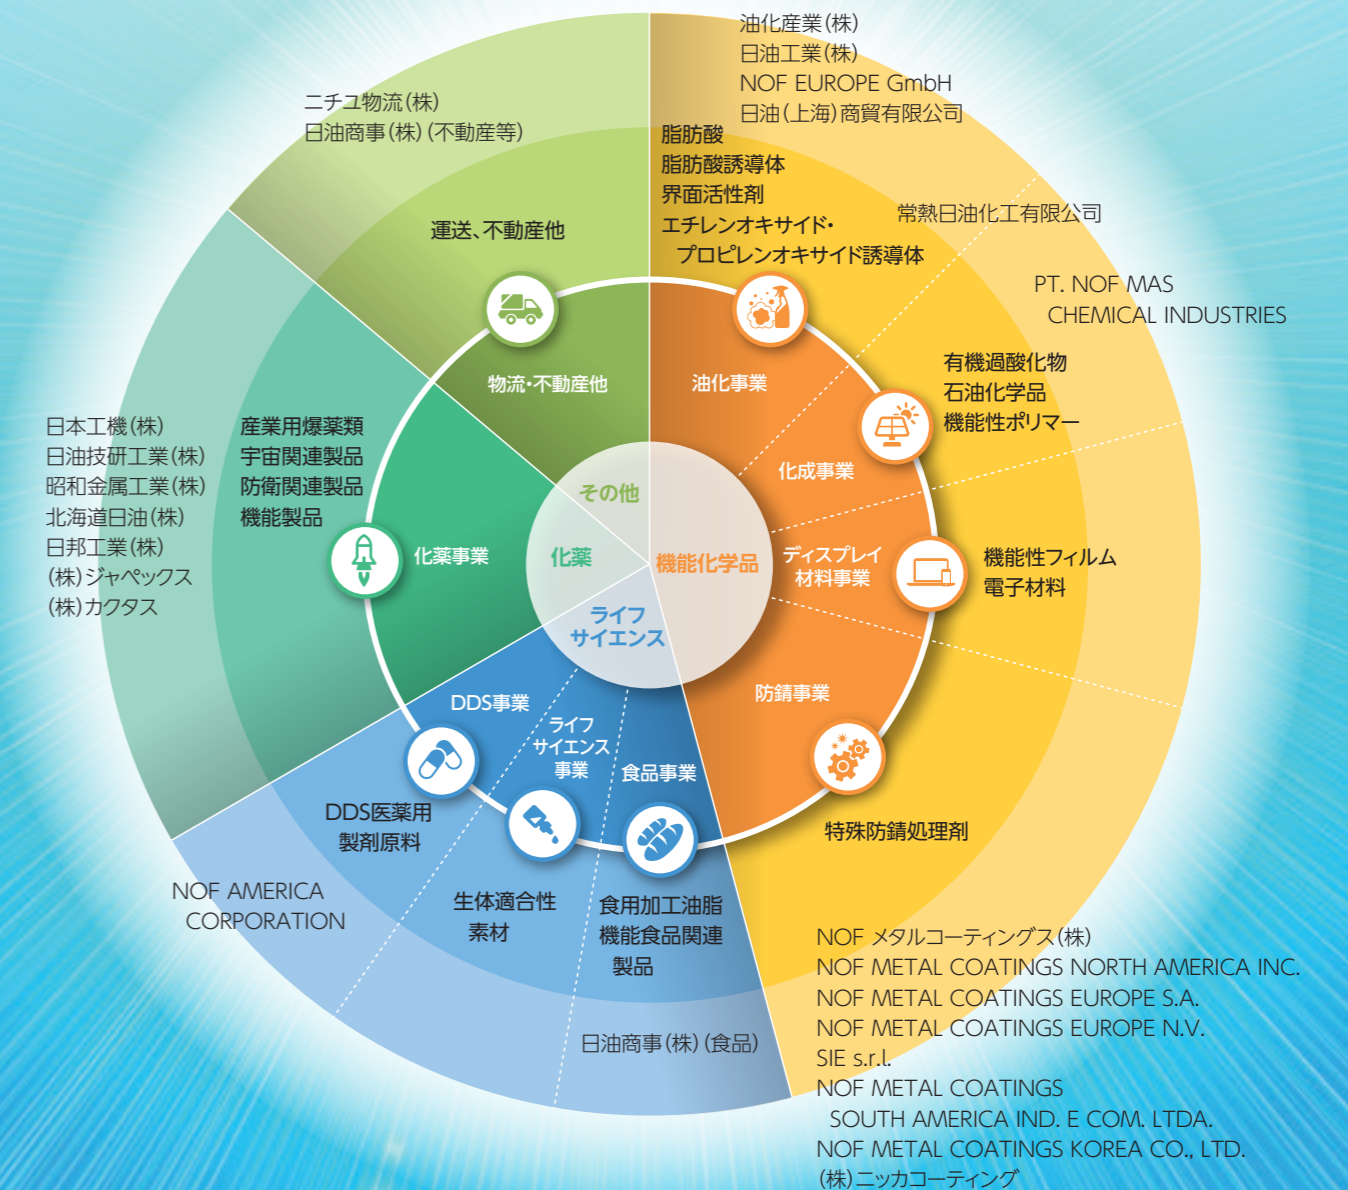 油化産業(株)
日油工業(株)
NOF EUROPE GmbH
日油(上海)商貿有限公司
ニチユ物流(株)
日油商事(株)(不動産等)
脂肪酸
脂肪酸誘導体
界面活性剤
エチレンオキサイド・
プロピレンオキサイド誘導体
常熱日油化工有限公司
運送、不動産他
PT. NOF MAS
CHEMICAL INDUSTRIES
有機過酸化物
石油化学品
機能性ポリマー
物流・不動産他
油化事業
化成事業
日本工機(株)
日油技研工業(株)
昭和金属工業(株)
北海道日油(株)
日邦工業(株)
(株)ジャペックス
(株)カクタス
産業用爆薬類
宇宙関連製品
防衛関連製品
機能製品
化薬事業
その他
化薬
機能化学品
ライフ
サイエンス
ディスプレイ
材料事業
機能性フィルム
電子材料
防錆事業
DDS事業
ライフ
サイエンス
事業
食品事業
DDS医薬用
製剤原料
特殊防錆処理剤
NOF AMERICA
CORPORATION
生体適合性
素材
食用加工油脂
機能食品関連
製品
日油商事(株)(食品)
NOF メタルコーティングス(株)
NOF METAL COATINGS NORTH AMERICA INC.
NOF METAL COATINGS EUROPE S.A.
NOF METAL COATINGS EUROPE N.V.
SIE s.r.l.
NOF METAL COATINGS
SOUTH AMERICA IND. E COM. LTDA.
NOF METAL COATINGS KOREA CO., LTD.
(株)ニッカコーティング